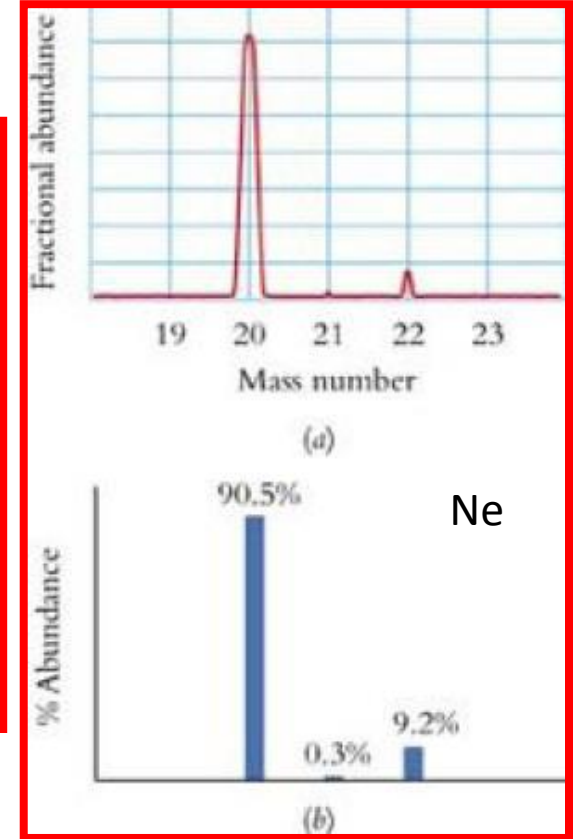 Fractional abundance
19 20 21 22 23
Mass number
(a)
90.5%
Ne
% Abundance
9.2%
0.3%
(b)